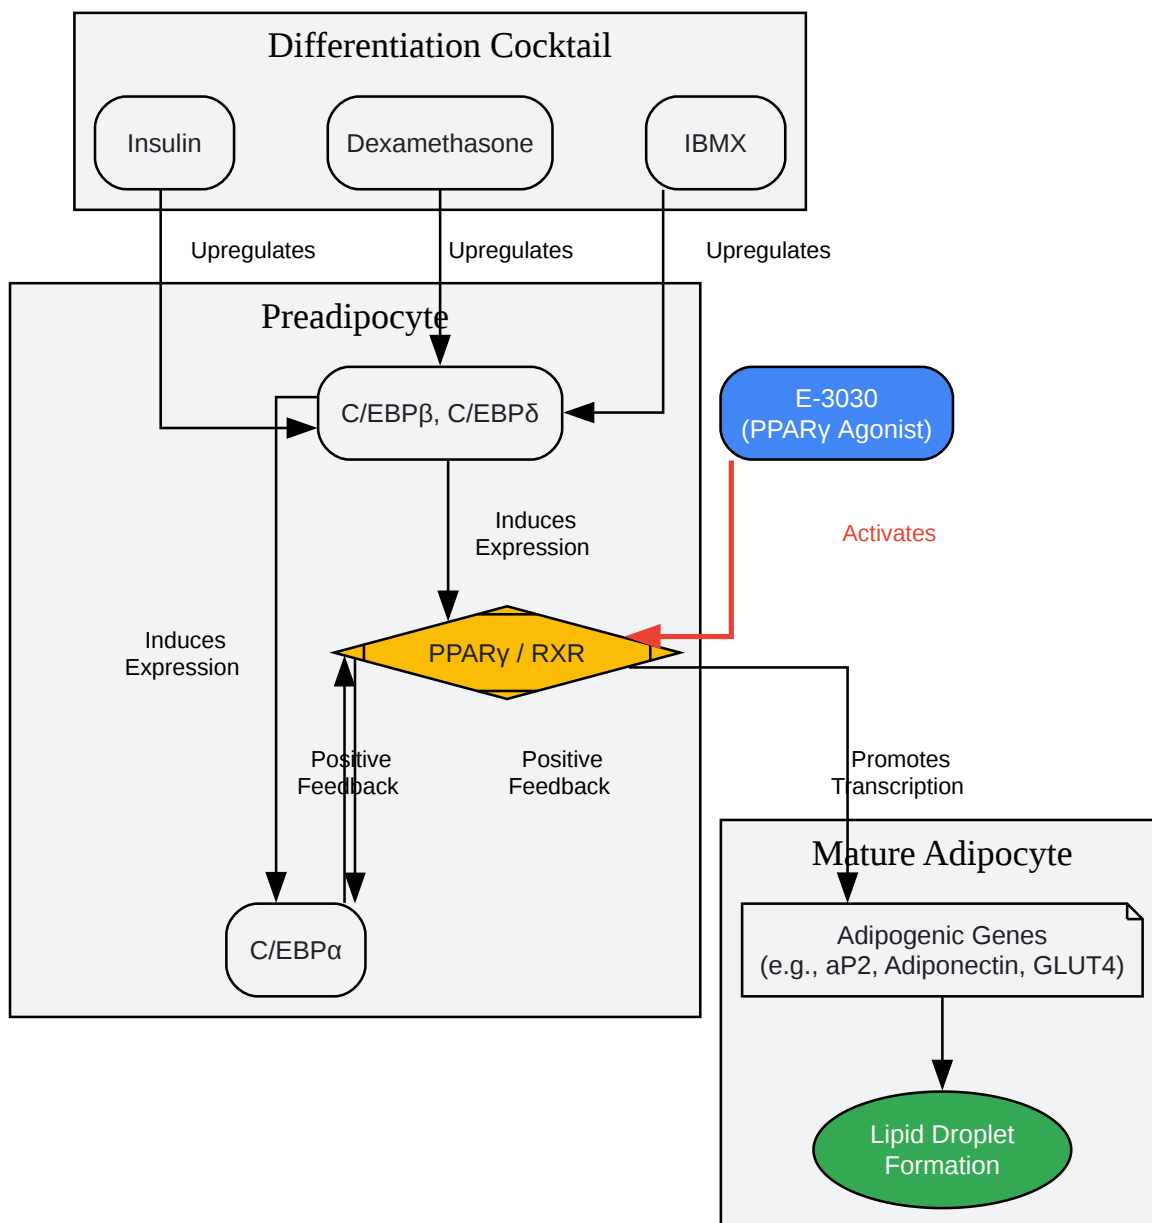 Differentiation Cocktail
Insulin
Dexamethasone
IBMX
Upregulates
Upregulates
Upregulates
Preadipocyte
C/EBPβ, C/EBPδ
E-3030
(PPARγ Agonist)
Induces
Expression
Activates
Induces
Expression
PPARγ / RXR
Positive
Feedback
Positive
Feedback
Promotes
Transcription
Mature Adipocyte
C/EBPα
Adipogenic Genes
(e.g., aP2, Adiponectin, GLUT4)
Lipid Droplet
Formation